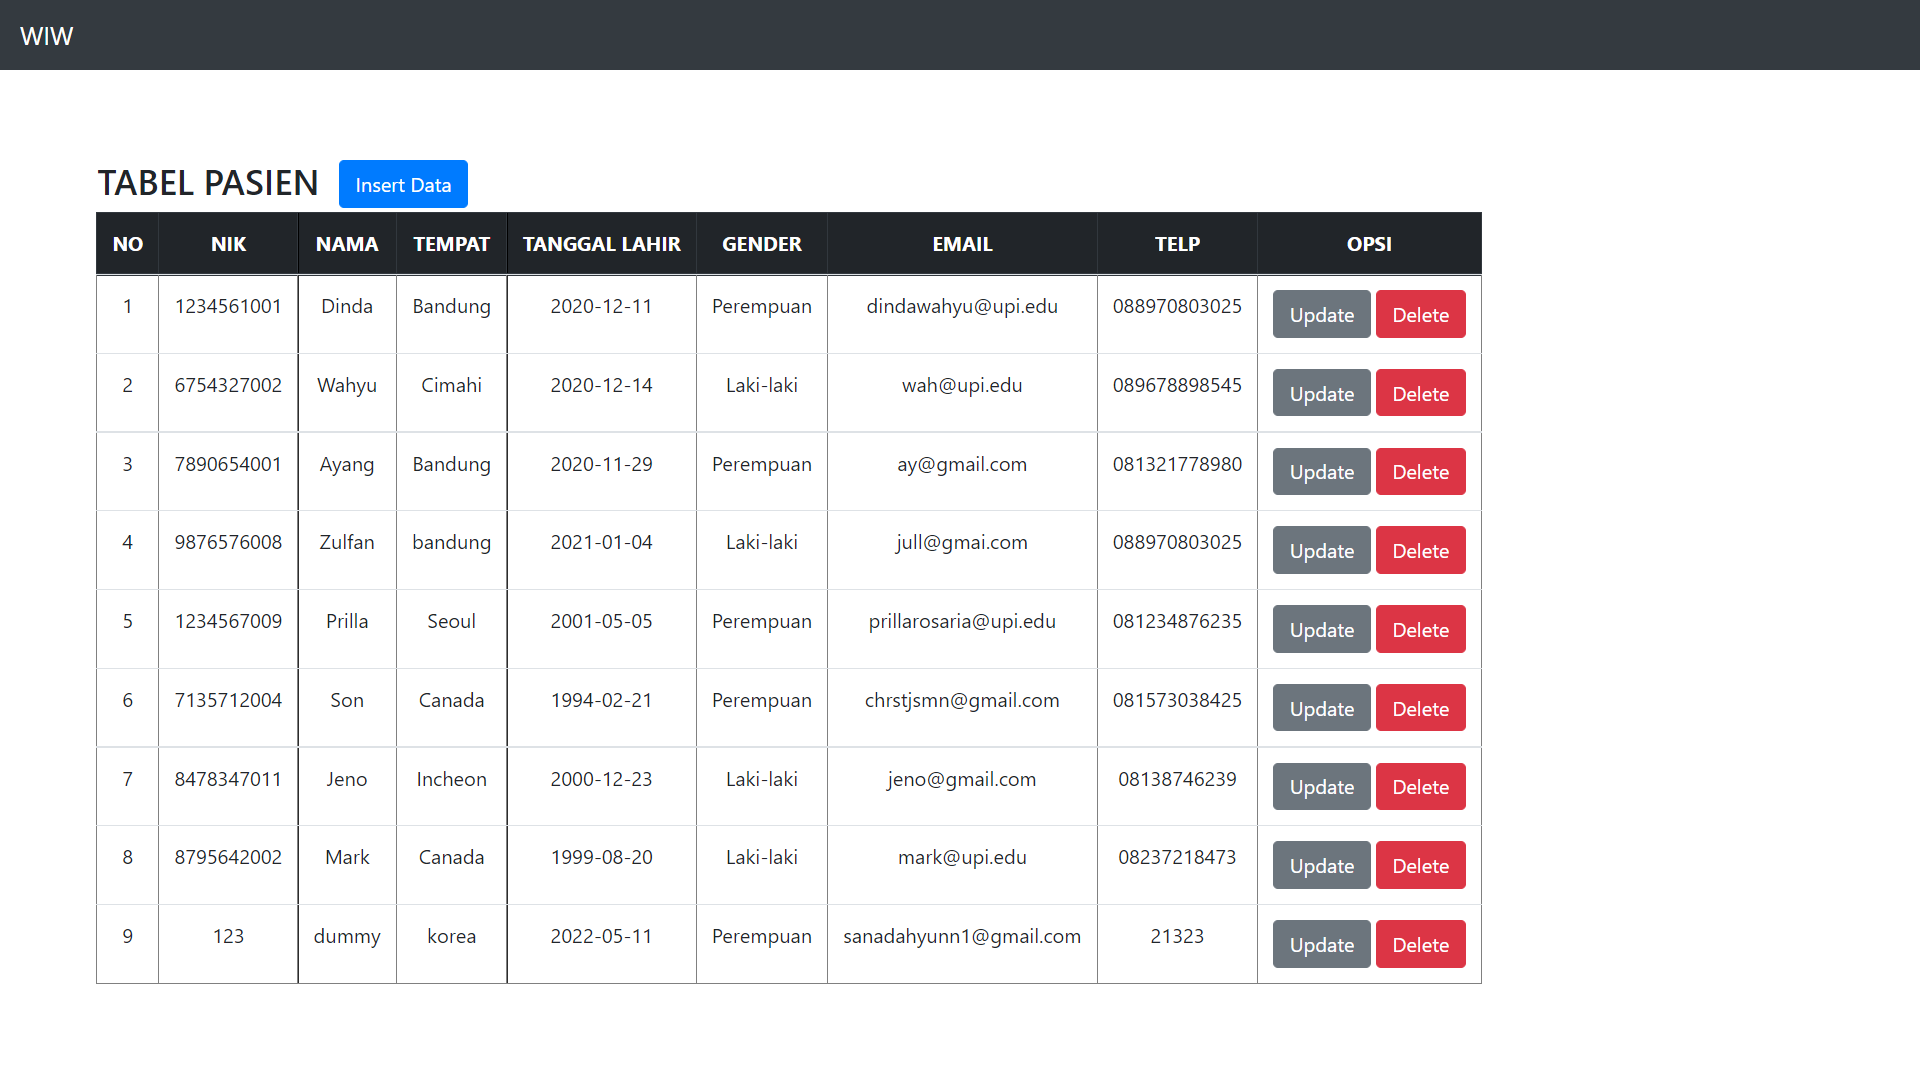 WIW
TABEL PASIEN Insert Data
NO NIK NAMA TEMPAT TANGGAL LAHIR GENDER EMAIL TELP OPSI
1 1234561001 Dinda Bandung 2020-12-11 Perempuan dindawahyu@upi.edu 088970803025 Update Delete
2 6754327002 Wahyu Cimahi 2020-12-14 Laki-laki wah@upi.edu 089678898545 Update Delete
3 7890654001 Ayang Bandung 2020-11-29 Perempuan ay@gmail.com 081321778980 Update Delete
4 9876576008 Zulfan bandung 2021-01-04 Laki-laki jull@gmai.com 088970803025 Update Delete
5 1234567009 Prilla Seoul 2001-05-05 Perempuan prillarosaria@upi.edu 081234876235 Update Delete
6 7135712004 Son Canada 1994-02-21 Perempuan chrstjsmn@gmail.com 081573038425 Update Delete
7 8478347011 Jeno Incheon 2000-12-23 Laki-laki jeno@gmail.com 08138746239 Update Delete
8 8795642002 Mark Canada 1999-08-20 Laki-laki mark@upi.edu 08237218473 Update Delete
9 123 dummy korea 2022-05-11 Perempuan sanadahyunn1@gmail.com 21323 Update Delete